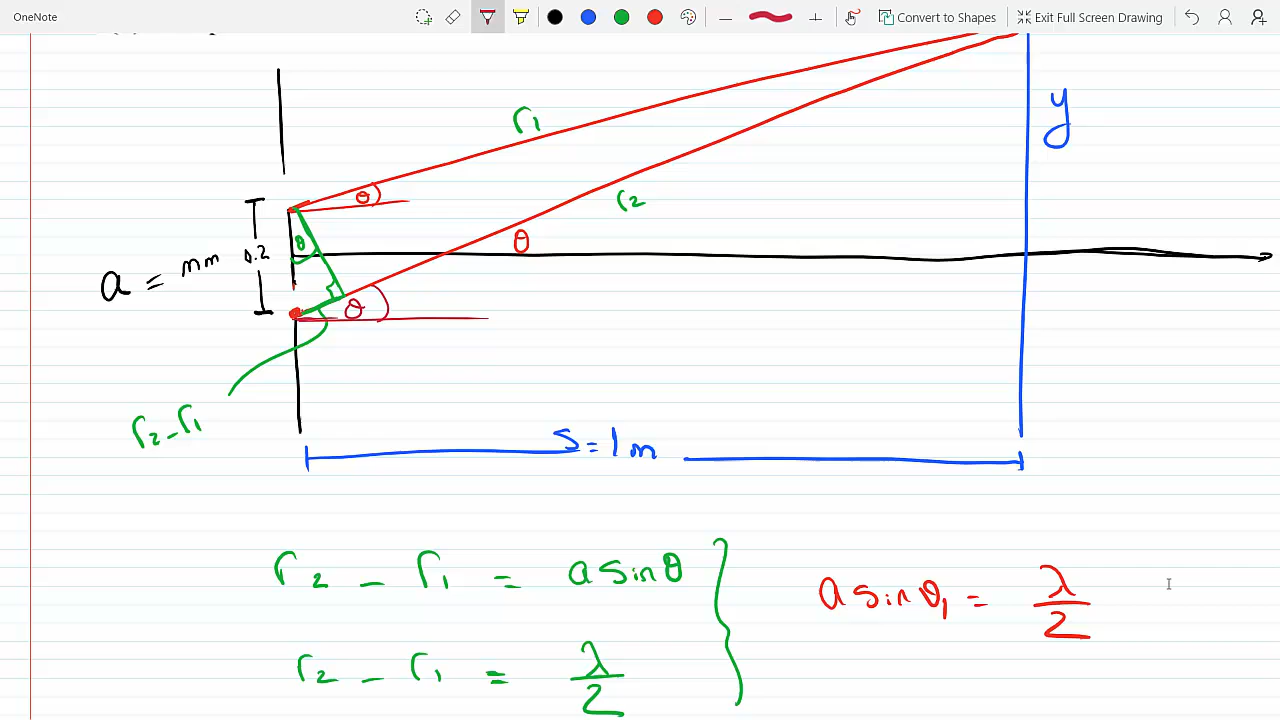 OneNote
Convert to Shapes
Exit Full Screen Drawing
r₁
y
r₂
θ
θ
θ
0.2
a = mm
θ
r₂ - r₁
S = 1 m
r₂ - r₁ = a sin θ
a sin θ₁ = λ/2
r₂ - r₁ = λ/2